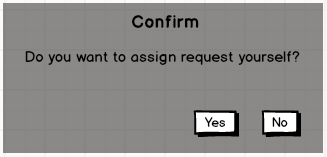 Confirm
Do you want to assign request yourself?
Yes No